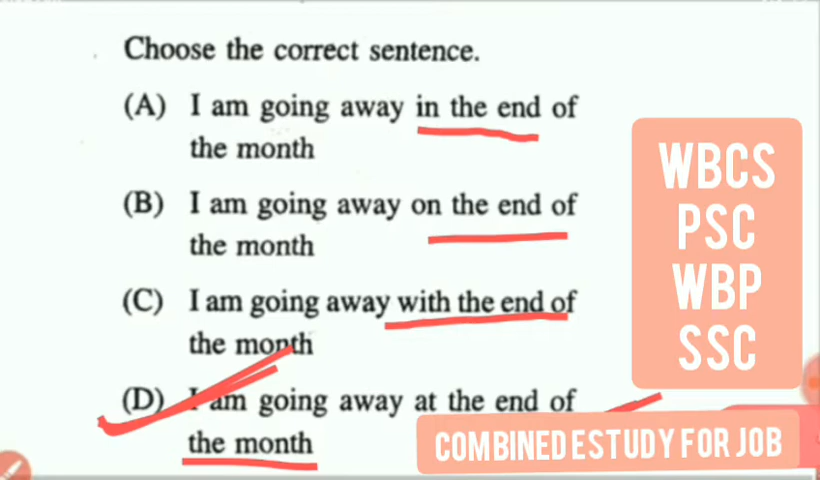 Choose the correct sentence.
(A) I am going away in the end of
the month
(B) I am going away on the end of
the month
(C) I am going away with the end of
the month
(D) I am going away at the end of
the month
WBCS
PSC
WBP
SSC
COMBINED ESTUDY FOR JOB